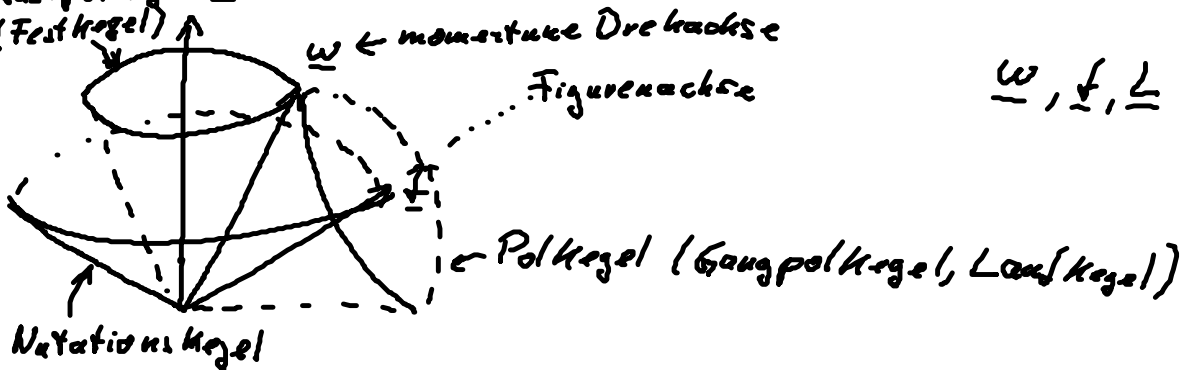 (Festkegel)
ω ← momentane Drehachse
Figurenachse
ω, f, L
f
Polkegel (Gangpolkegel, Laufkegel)
Nutationskegel